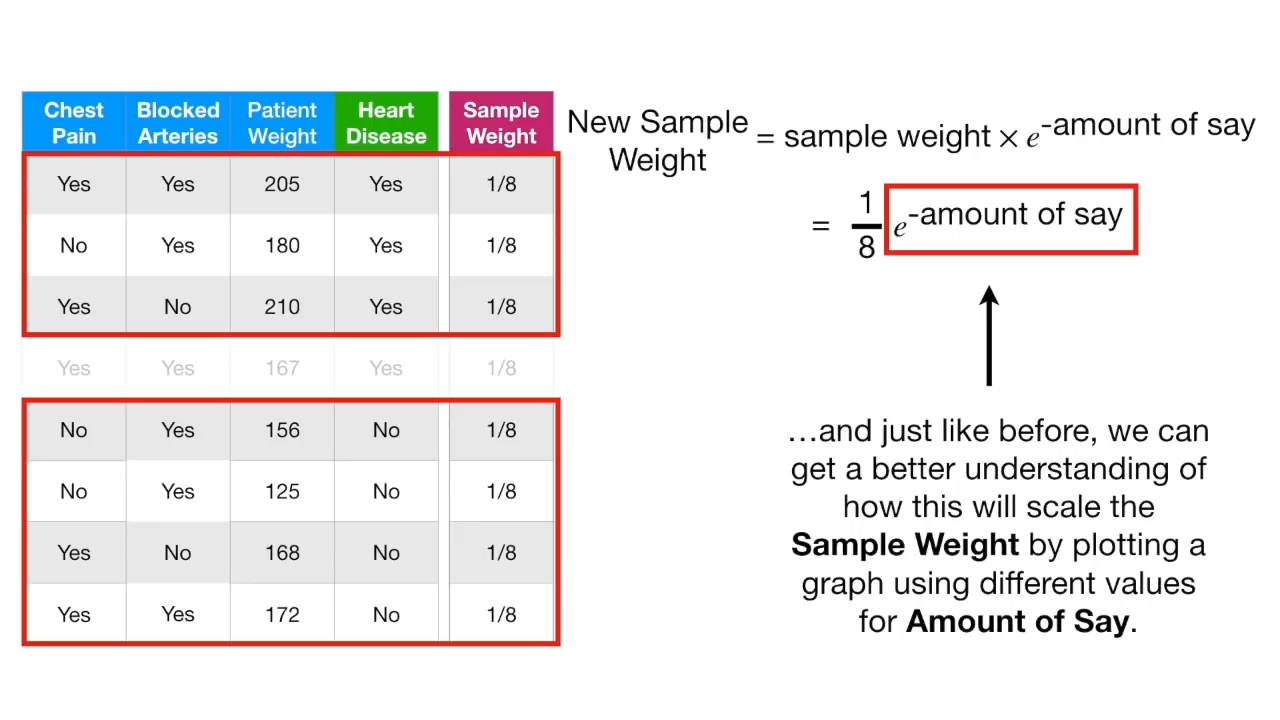 Chest Pain Blocked Arteries Patient Weight Heart Disease Sample Weight
Yes Yes 205 Yes 1/8
No Yes 180 Yes 1/8
Yes No 210 Yes 1/8
Yes Yes 167 Yes 1/8
No Yes 156 No 1/8
No Yes 125 No 1/8
Yes No 168 No 1/8
Yes Yes 172 No 1/8
New Sample Weight = sample weight × e^-amount of say
= 1/8 e^-amount of say
…and just like before, we can
get a better understanding of
how this will scale the
Sample Weight by plotting a
graph using different values
for Amount of Say.